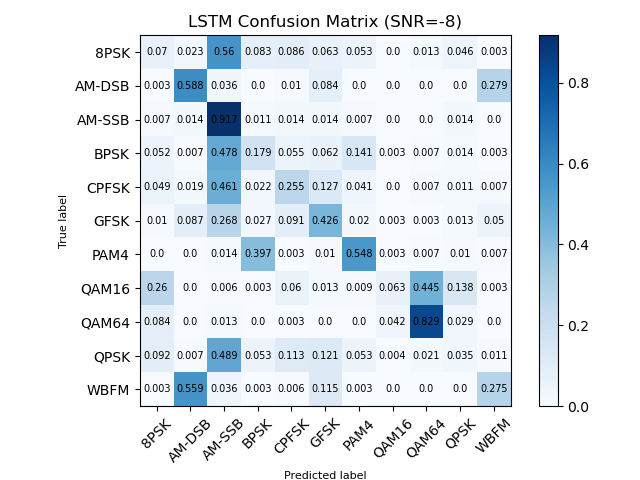 LSTM Confusion Matrix (SNR=-8)
True label
8PSK 0.07 0.023 0.56 0.083 0.086 0.063 0.053 0.0 0.013 0.046 0.003
AM-DSB 0.003 0.588 0.036 0.0 0.01 0.084 0.0 0.0 0.0 0.0 0.279
AM-SSB 0.007 0.014 0.917 0.011 0.014 0.014 0.007 0.0 0.0 0.014 0.0
BPSK 0.052 0.007 0.478 0.179 0.055 0.062 0.141 0.003 0.007 0.014 0.003
CPFSK 0.049 0.019 0.461 0.022 0.255 0.127 0.041 0.0 0.007 0.011 0.007
GFSK 0.01 0.087 0.268 0.027 0.091 0.426 0.02 0.003 0.003 0.013 0.05
PAM4 0.0 0.0 0.014 0.397 0.003 0.01 0.548 0.003 0.007 0.01 0.007
QAM16 0.26 0.0 0.006 0.003 0.06 0.013 0.009 0.063 0.445 0.138 0.003
QAM64 0.084 0.0 0.013 0.0 0.003 0.0 0.0 0.042 0.829 0.029 0.0
QPSK 0.092 0.007 0.489 0.053 0.113 0.121 0.053 0.004 0.021 0.035 0.011
WBFM 0.003 0.559 0.036 0.003 0.006 0.115 0.003 0.0 0.0 0.0 0.275
8PSK AM-DSB AM-SSB BPSK CPFSK GFSK PAM4 QAM16 QAM64 QPSK WBFM
Predicted label
0.8
0.6
0.4
0.2
0.0